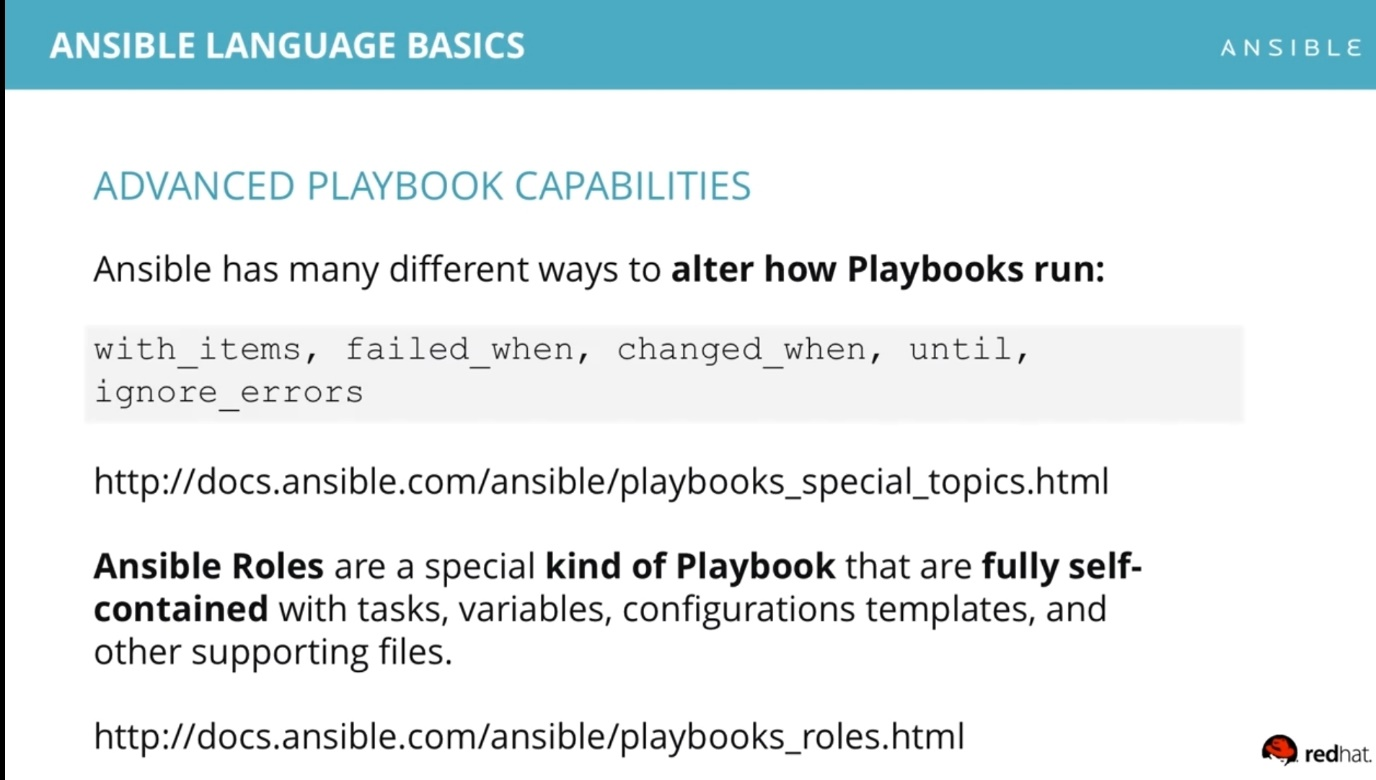 ANSIBLE LANGUAGE BASICS
ANSIBLE
ADVANCED PLAYBOOK CAPABILITIES
Ansible has many different ways to alter how Playbooks run:
with_items, failed_when, changed_when, until,
ignore_errors
http://docs.ansible.com/ansible/playbooks_special_topics.html
Ansible Roles are a special kind of Playbook that are fully self-
contained with tasks, variables, configurations templates, and
other supporting files.
http://docs.ansible.com/ansible/playbooks_roles.html
redhat.